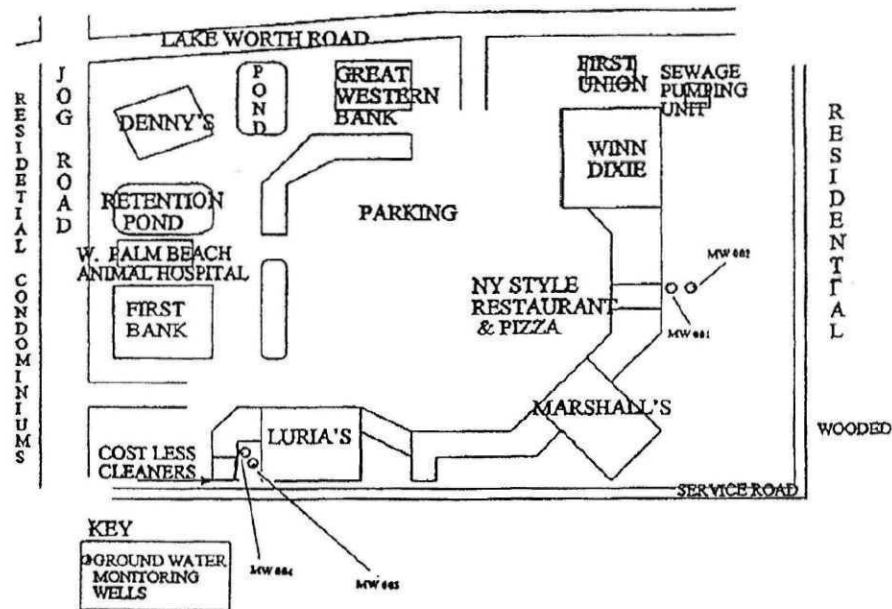 LAKE WORTH ROAD
JOG ROAD
RESIDETIAL CONDOMINIUMS
POND
GREAT
WESTERN
BANK
DENNY'S
FIRST
UNION
SEWAGE
PUMPING
UNIT
WINN
DIXIE
RESIDENTIAL
RETENTION
POND
PARKING
W. PALM BEACH
ANIMAL HOSPITAL
FIRST
BANK
NY STYLE
RESTAURANT
& PIZZA
MW 002
MW 001
MARSHALL'S
WOODED
LURIA'S
COST LESS
CLEANERS
SERVICE ROAD
KEY
GROUND WATER
MONITORING
WELLS
MW 004
MW 003